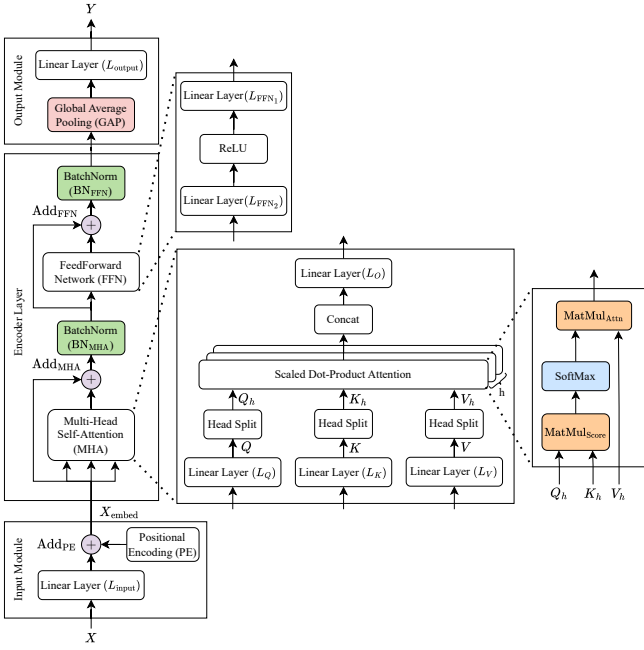 Y
Output Module
Linear Layer (L_output)
Global Average
Pooling (GAP)
Encoder Layer
BatchNorm
(BN_FFN)
Add_FFN
+
FeedForward
Network (FFN)
BatchNorm
(BN_MHA)
Add_MHA
+
Multi-Head
Self-Attention
(MHA)
X_embed
Input Module
Add_PE
+
Positional
Encoding (PE)
Linear Layer (L_input)
X
Linear Layer(L_FFN₁)
ReLU
Linear Layer(L_FFN₂)
Linear Layer(L_O)
Concat
Scaled Dot-Product Attention
h
Q_h
K_h
V_h
Head Split
Head Split
Head Split
Q
K
V
Linear Layer (L_Q)
Linear Layer (L_K)
Linear Layer (L_V)
MatMul_Attn
SoftMax
MatMul_Score
Q_h
K_h
V_h